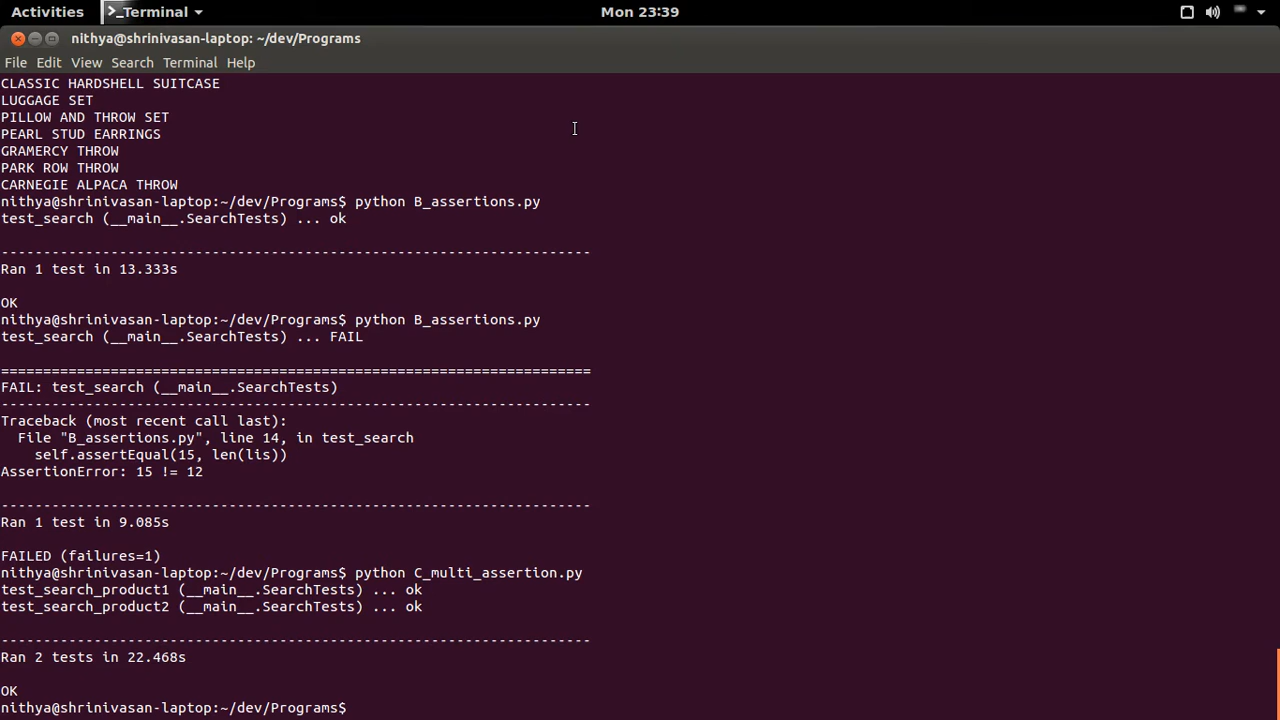 Activities
>_Terminal
Mon 23:39
nithya@shrinivasan-laptop: ~/dev/Programs
File Edit View Search Terminal Help
CLASSIC HARDSHELL SUITCASE
LUGGAGE SET
PILLOW AND THROW SET
PEARL STUD EARRINGS
GRAMERCY THROW
PARK ROW THROW
CARNEGIE ALPACA THROW
nithya@shrinivasan-laptop:~/dev/Programs$ python B_assertions.py
test_search (__main__.SearchTests) ... ok
----------------------------------------------------------------------
Ran 1 test in 13.333s
OK
nithya@shrinivasan-laptop:~/dev/Programs$ python B_assertions.py
test_search (__main__.SearchTests) ... FAIL
======================================================================
FAIL: test_search (__main__.SearchTests)
----------------------------------------------------------------------
Traceback (most recent call last):
  File "B_assertions.py", line 14, in test_search
    self.assertEqual(15, len(lis))
AssertionError: 15 != 12
----------------------------------------------------------------------
Ran 1 test in 9.085s
FAILED (failures=1)
nithya@shrinivasan-laptop:~/dev/Programs$ python C_multi_assertion.py
test_search_product1 (__main__.SearchTests) ... ok
test_search_product2 (__main__.SearchTests) ... ok
----------------------------------------------------------------------
Ran 2 tests in 22.468s
OK
nithya@shrinivasan-laptop:~/dev/Programs$